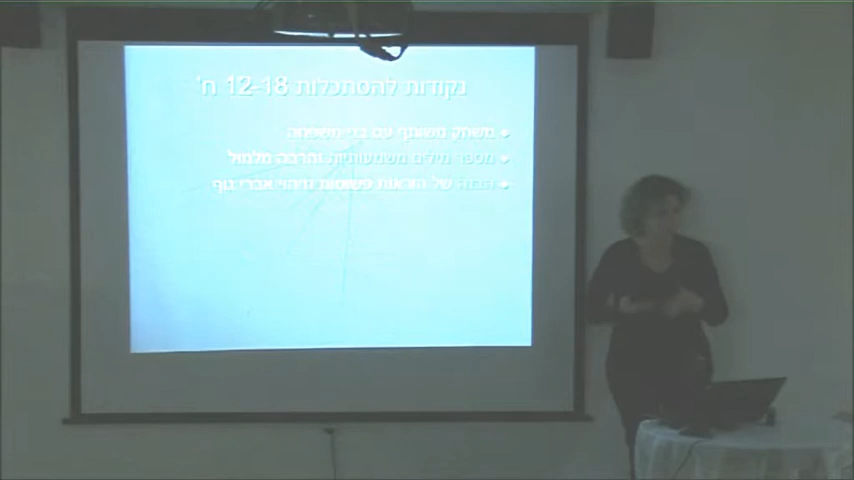 נקודות להסתכלות 12-18 ח'
משחק משותף עם בני משפחה
מספר מילים משמעותיות והרבה מלמול
הבנה של הוראות פשוטות וזיהוי אברי גוף